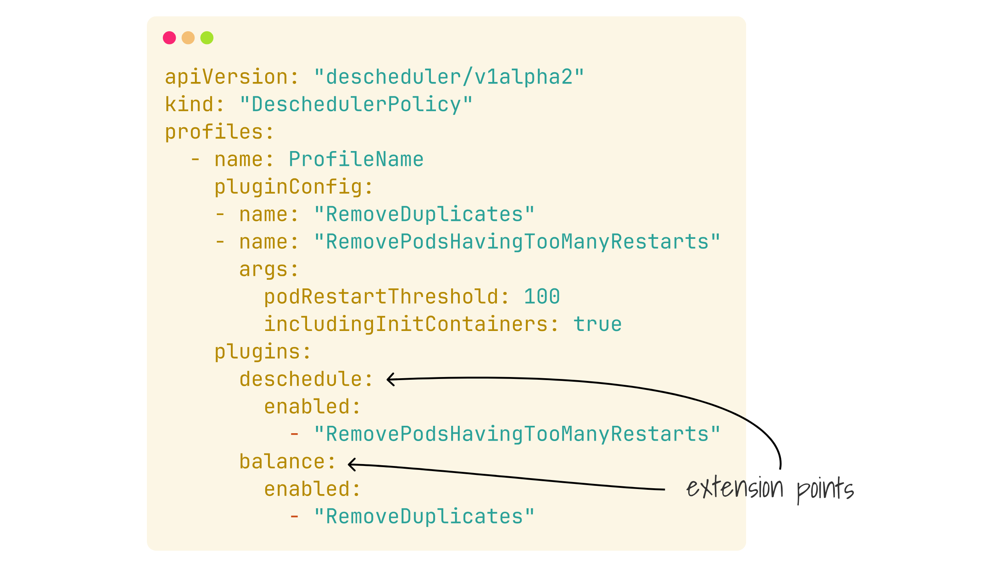 apiVersion: "descheduler/v1alpha2"
kind: "DeschedulerPolicy"
profiles:
  - name: ProfileName
    pluginConfig:
    - name: "RemoveDuplicates"
    - name: "RemovePodsHavingTooManyRestarts"
      args:
        podRestartThreshold: 100
        includingInitContainers: true
    plugins:
      deschedule:
        enabled:
          - "RemovePodsHavingTooManyRestarts"
      balance:
        enabled:
          - "RemoveDuplicates"
extension points